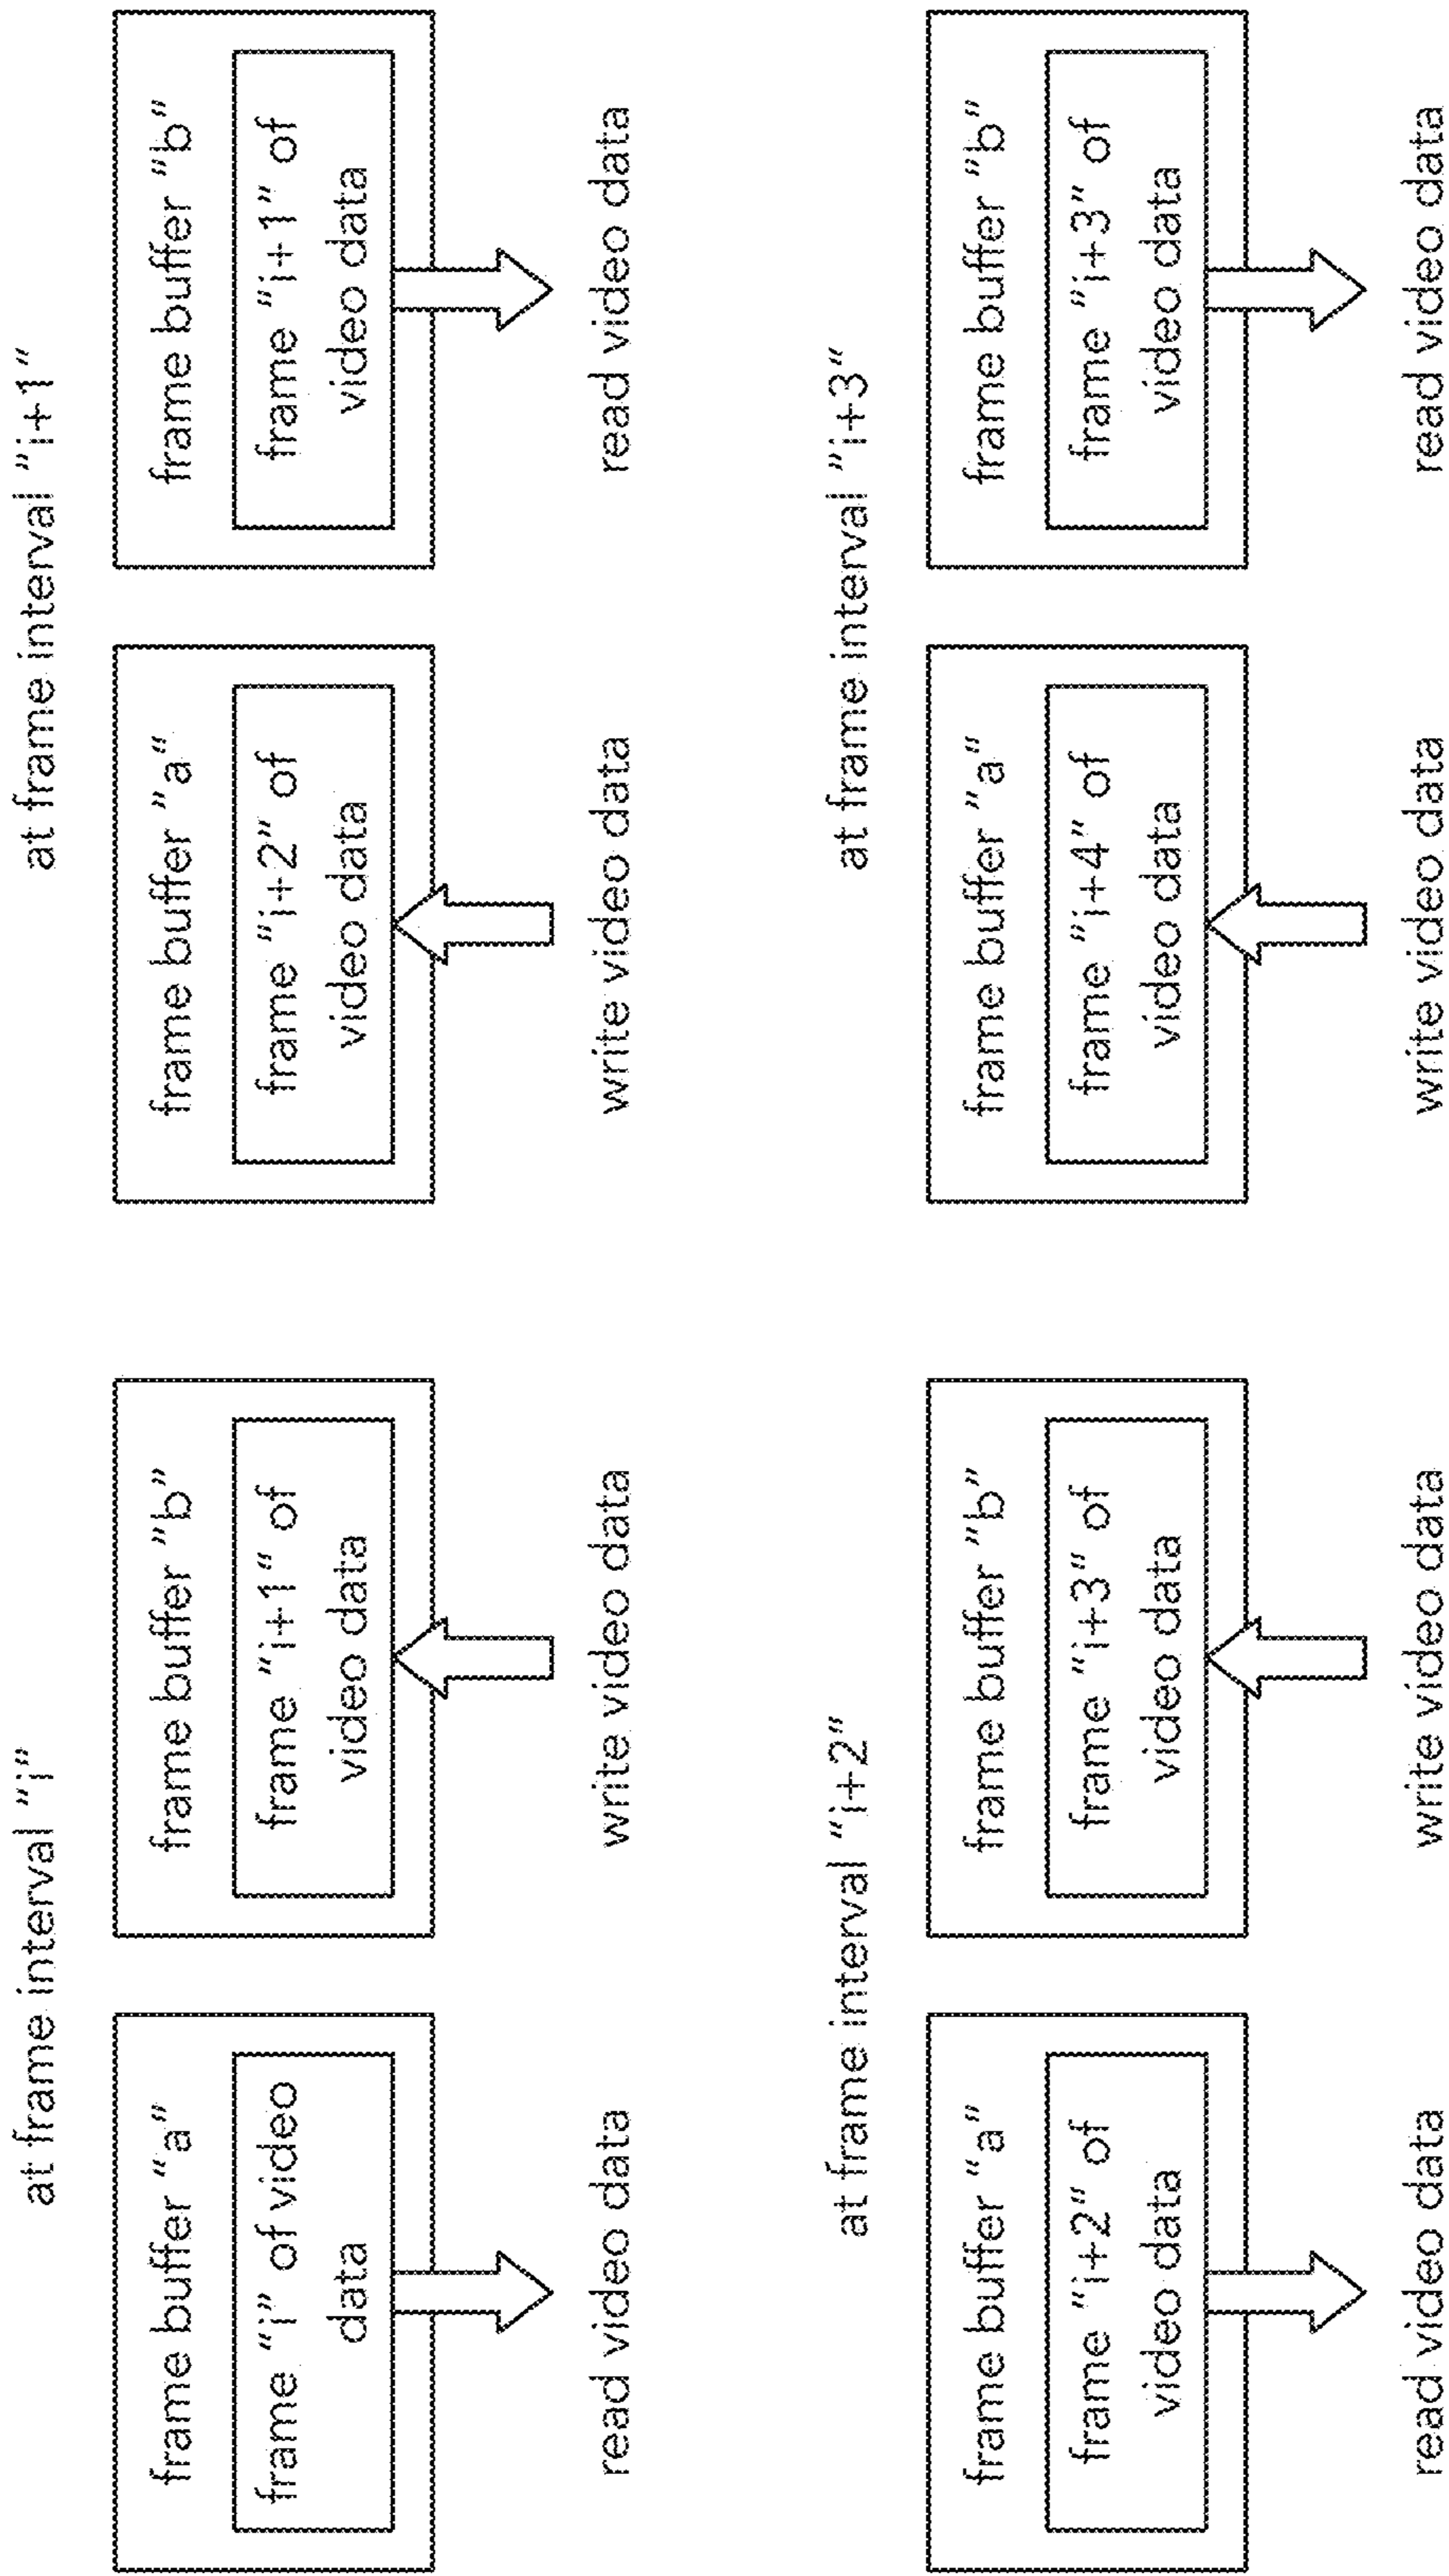 at frame interval "i"
frame buffer "a"
frame "i" of video
data
read video data
frame buffer "b"
frame "i+1" of
video data
write video data
at frame interval "i+1"
frame buffer "a"
frame "i+2" of
video data
write video data
frame buffer "b"
frame "i+1" of
video data
read video data
at frame interval "i+2"
frame buffer "a"
frame "i+2" of
video data
read video data
frame buffer "b"
frame "i+3" of
video data
write video data
at frame interval "i+3"
frame buffer "a"
frame "i+4" of
video data
write video data
frame buffer "b"
frame "i+3" of
video data
read video data